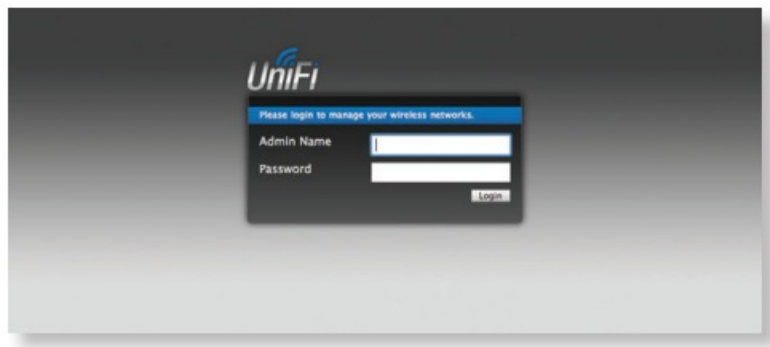 UniFi
Please login to manage your wireless networks.
Admin Name
Password
Login